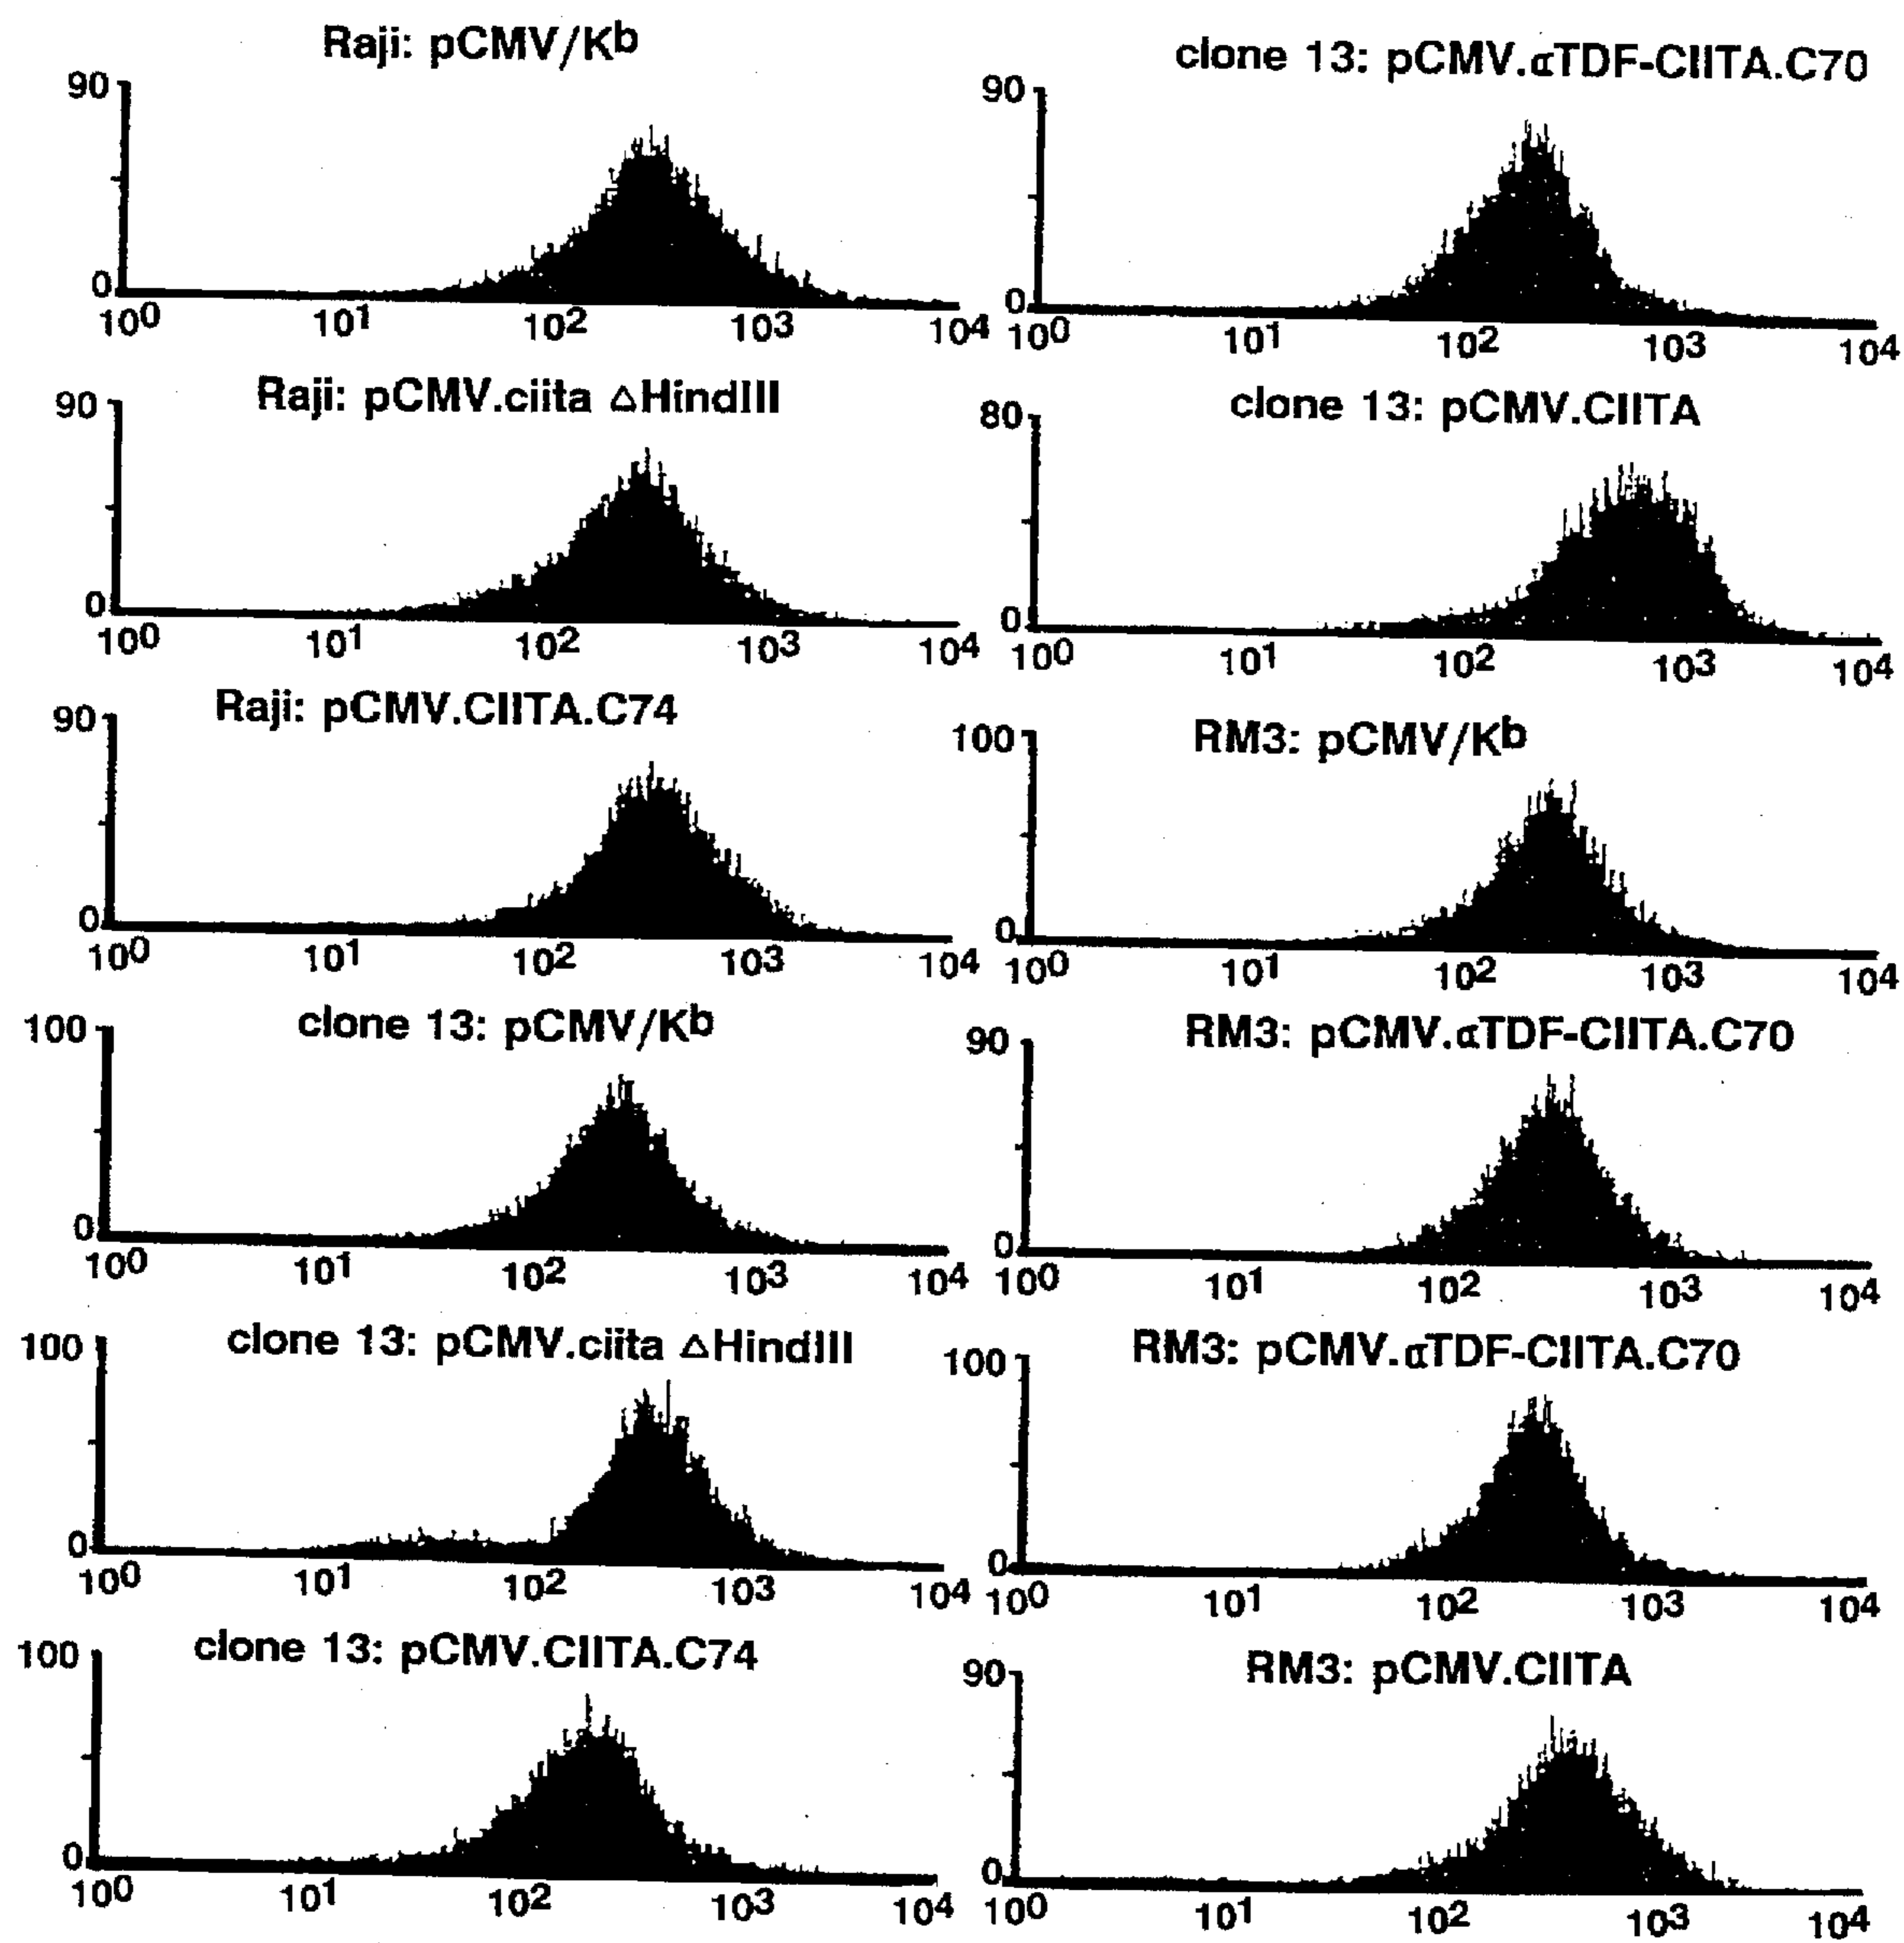 Raji: pCMV/Kb
90
0
100 101 102 103 104
Raji: pCMV.ciita △HindIII
90
0
100 101 102 103 104
Raji: pCMV.CIITA.C74
90
0
100 101 102 103 104
clone 13: pCMV/Kb
100
0
100 101 102 103 104
clone 13: pCMV.ciita △HindIII
100
0
100 101 102 103 104
clone 13: pCMV.CIITA.C74
100
0
100 101 102 103 104
clone 13: pCMV.αTDF-CIITA.C70
90
0
100 101 102 103 104
clone 13: pCMV.CIITA
80
0
100 101 102 103 104
RM3: pCMV/Kb
100
0
100 101 102 103 104
RM3: pCMV.αTDF-CIITA.C70
90
0
100 101 102 103 104
RM3: pCMV.αTDF-CIITA.C70
100
0
100 101 102 103 104
RM3: pCMV.CIITA
90
0
100 101 102 103 104